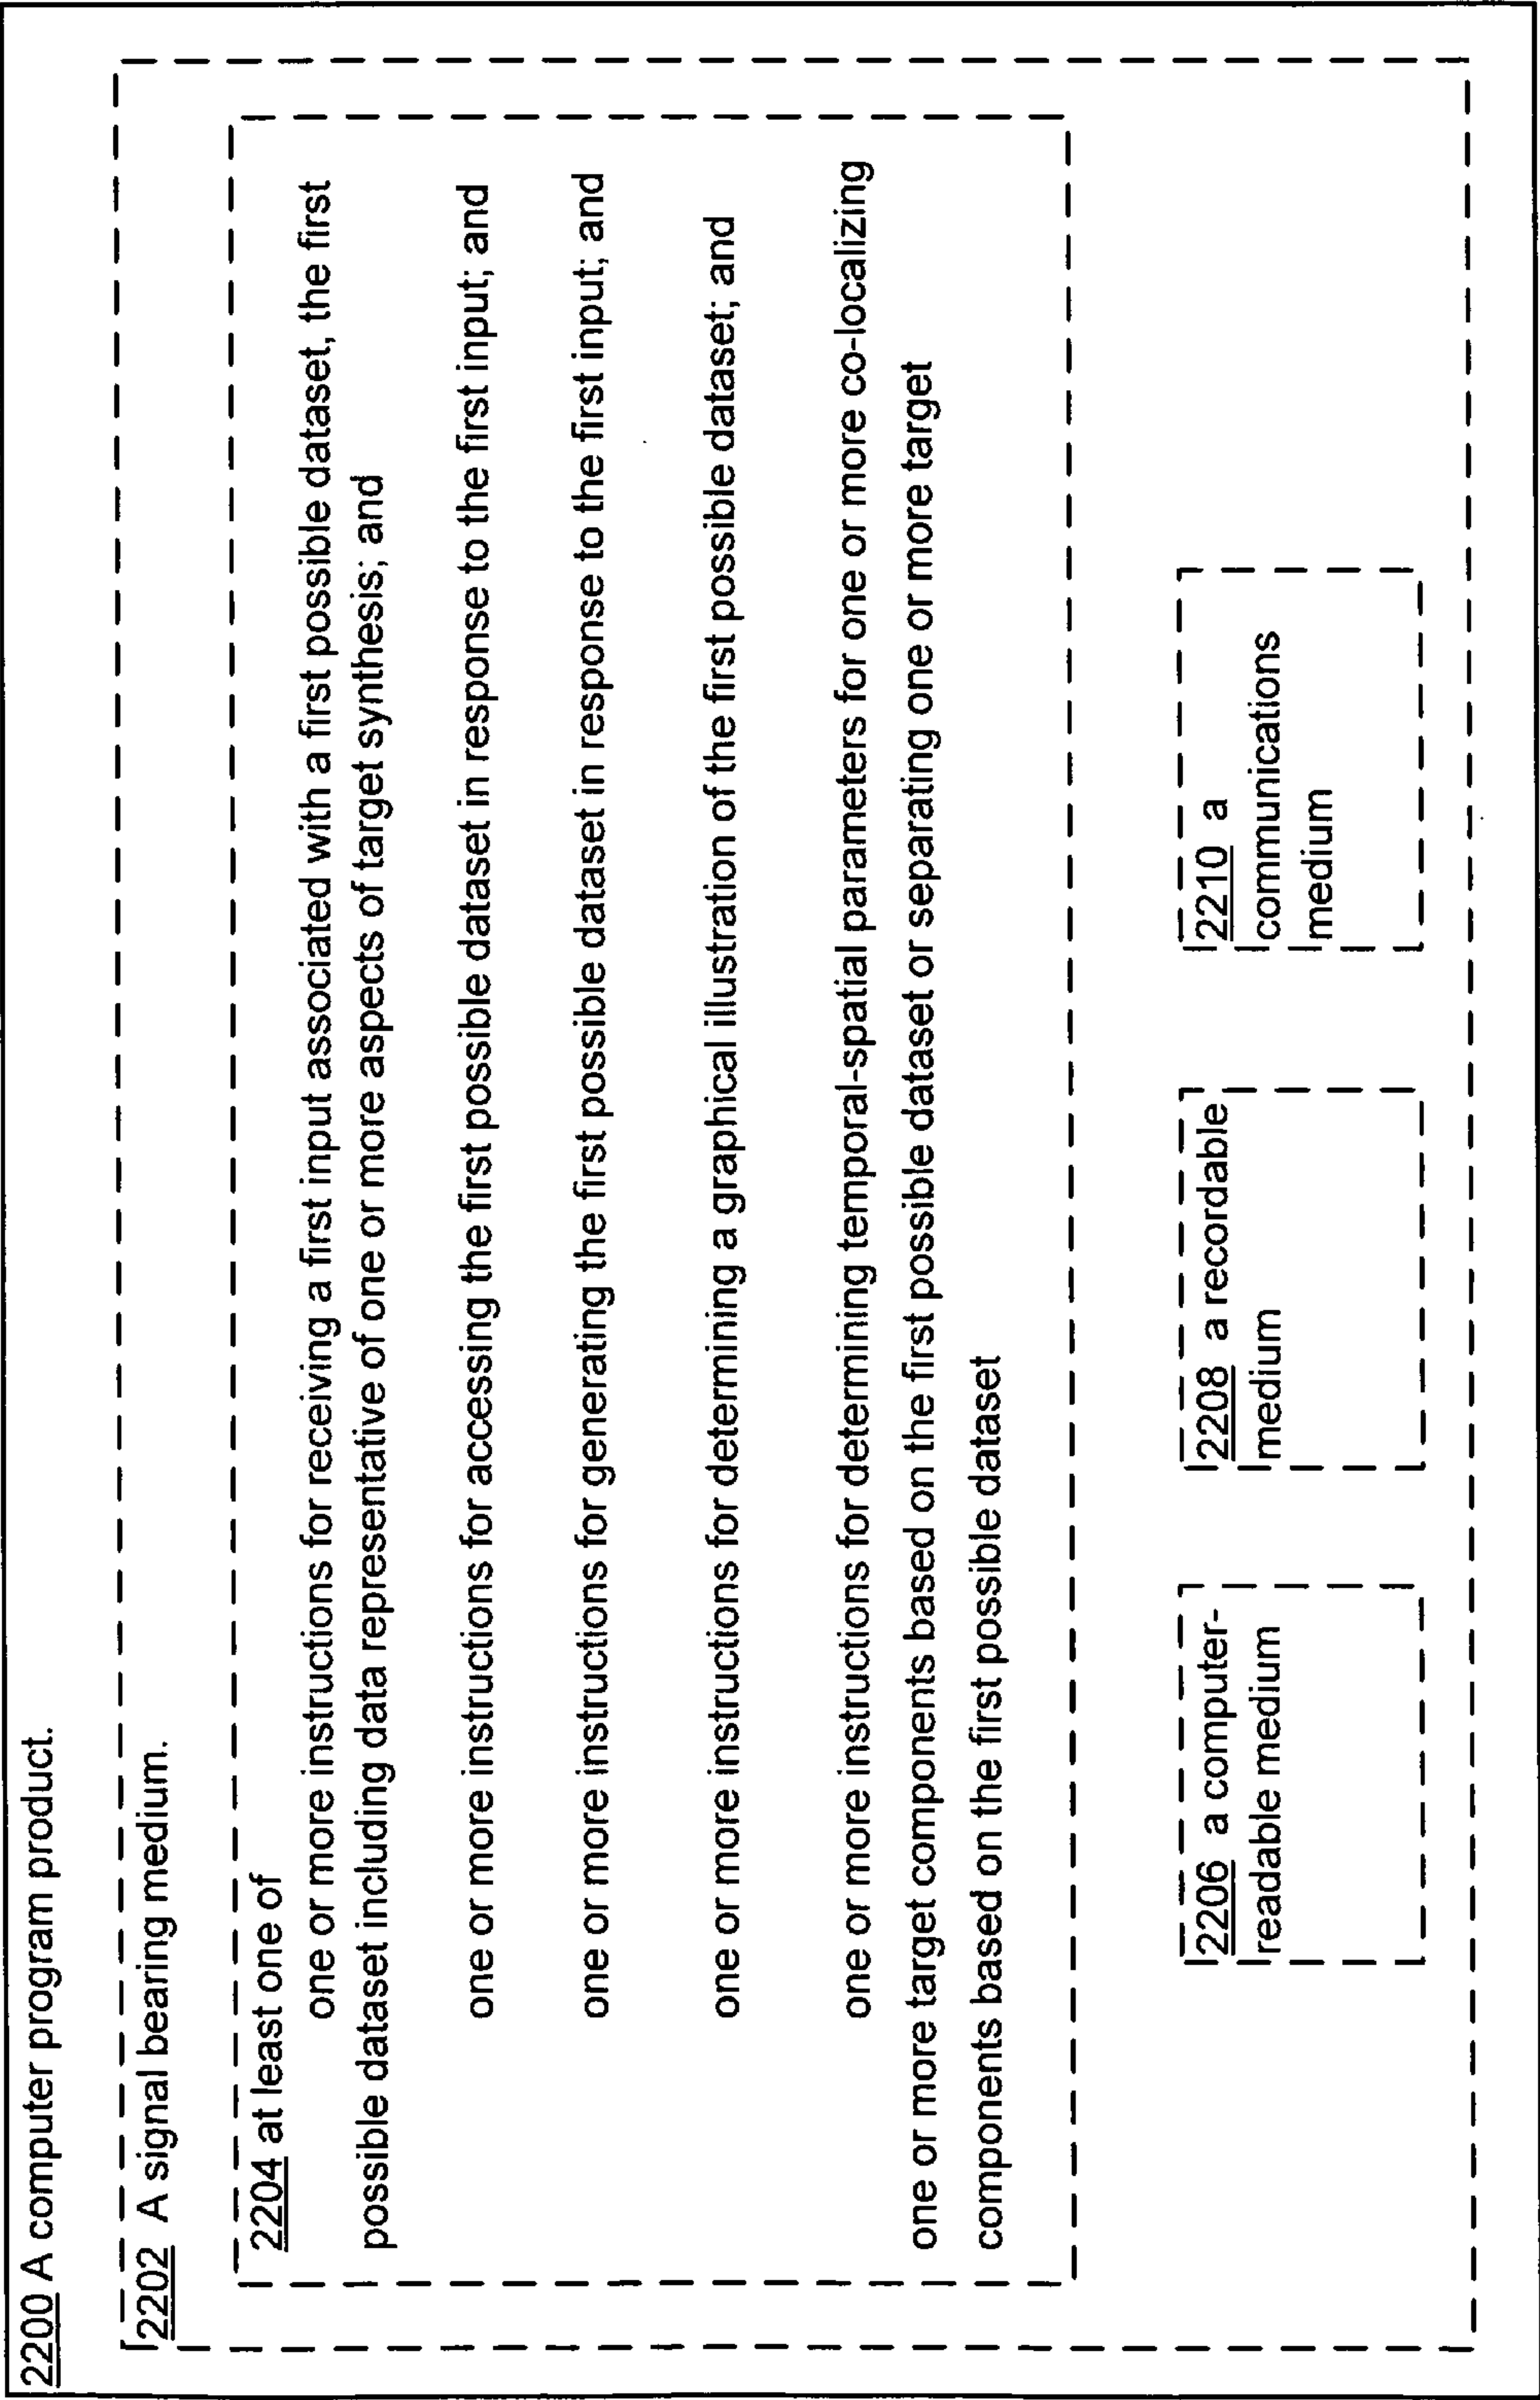 2200 A computer program product.
2202 A signal bearing medium.
2204 at least one of
one or more instructions for receiving a first input associated with a first possible dataset, the first
possible dataset including data representative of one or more aspects of target synthesis; and
one or more instructions for accessing the first possible dataset in response to the first input; and
one or more instructions for generating the first possible dataset in response to the first input; and
one or more instructions for determining a graphical illustration of the first possible dataset; and
one or more instructions for determining temporal-spatial parameters for one or more co-localizing
one or more target components based on the first possible dataset or separating one or more target
components based on the first possible dataset
2206 a computer-
readable medium
2208 a recordable
medium
2210 a
communications
medium